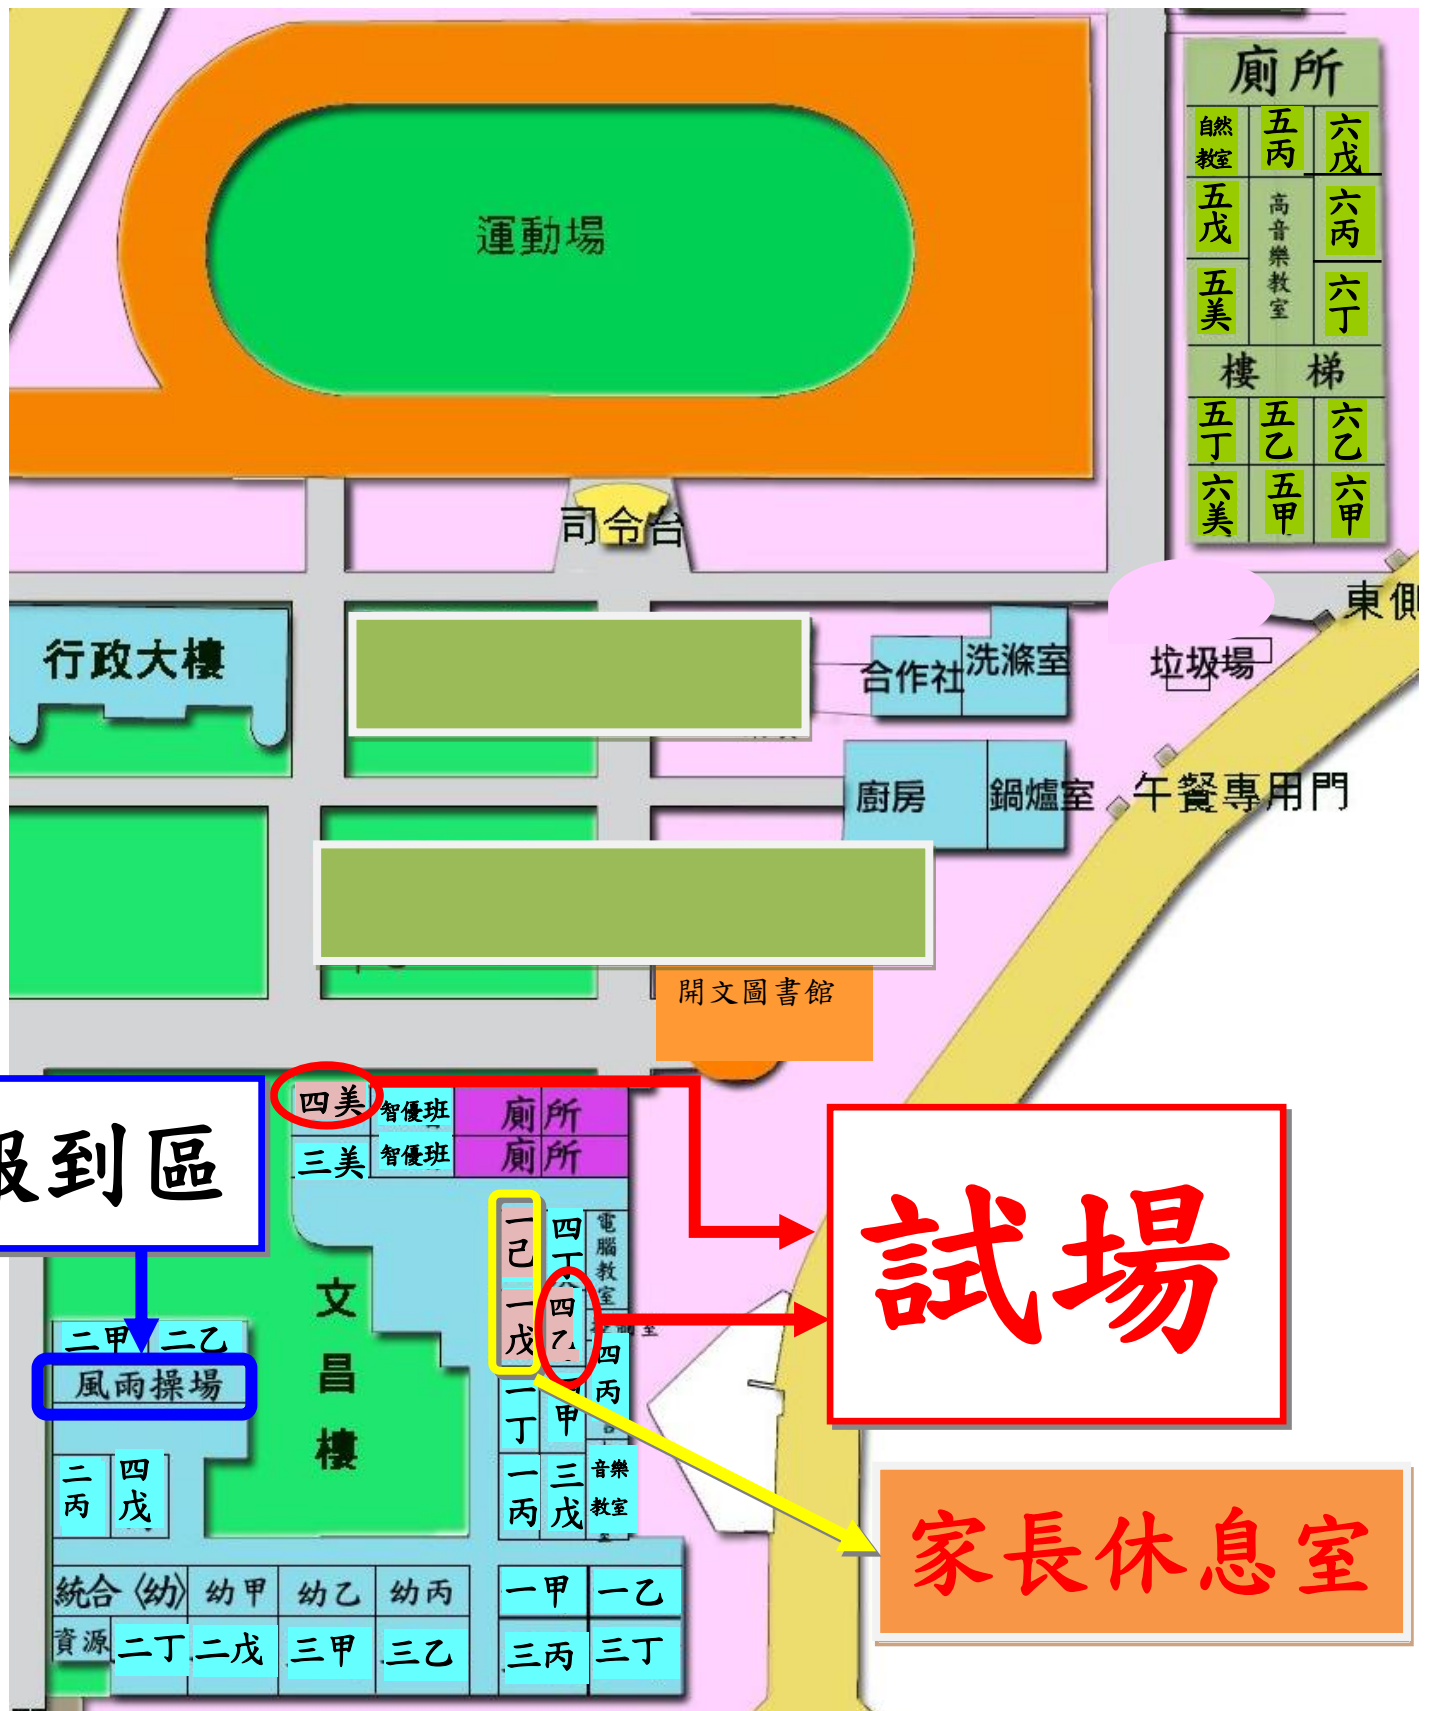 廁所
自然教室
五丙
六戊
五戊
高音樂教室
六丙
五美
六丁
樓梯
五丁
五乙
六乙
六美
五甲
六甲
運動場
司令台
東側
行政大樓
合作社
洗滌室
垃圾場
廚房
鍋爐室
午餐專用門
開文圖書館
四美
智優班
廁所
三美
智優班
廁所
報到區
試場
一己
四丁
電腦教室
一戊
四乙
文昌樓
二甲
二乙
風雨操場
四丙
一丁
甲
二丙
四戊
一丙
三戊
音樂教室
家長休息室
統合〈幼〉
幼甲
幼乙
幼丙
一甲
一乙
資源
二丁
二戊
三甲
三乙
三丙
三丁